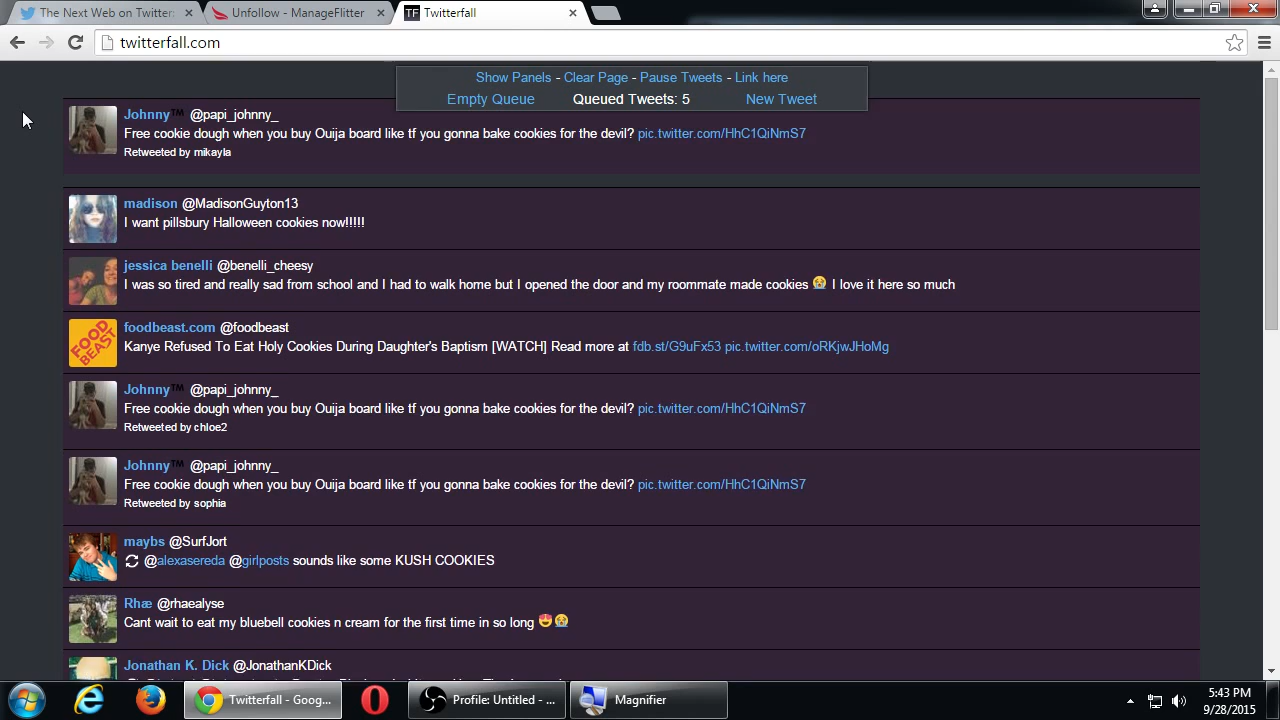 The Next Web on Twitter:
Unfollow - ManageFlitter
TF Twitterfall
twitterfall.com
Show Panels - Clear Page - Pause Tweets - Link here
Empty Queue Queued Tweets: 5 New Tweet
Johnny™ @papi_johnny_
Free cookie dough when you buy Ouija board like tf you gonna bake cookies for the devil? pic.twitter.com/HhC1QiNmS7
Retweeted by mikayla
madison @MadisonGuyton13
I want pillsbury Halloween cookies now!!!!!
jessica benelli @benelli_cheesy
I was so tired and really sad from school and I had to walk home but I opened the door and my roommate made cookies 😭 I love it here so much
FOOD BEAST
foodbeast.com @foodbeast
Kanye Refused To Eat Holy Cookies During Daughter's Baptism [WATCH] Read more at fdb.st/G9uFx53 pic.twitter.com/oRKjwJHoMg
Johnny™ @papi_johnny_
Free cookie dough when you buy Ouija board like tf you gonna bake cookies for the devil? pic.twitter.com/HhC1QiNmS7
Retweeted by chloe2
Johnny™ @papi_johnny_
Free cookie dough when you buy Ouija board like tf you gonna bake cookies for the devil? pic.twitter.com/HhC1QiNmS7
Retweeted by sophia
maybs @SurfJort
@alexasereda @girlposts sounds like some KUSH COOKIES
Rhæ @rhaealyse
Cant wait to eat my bluebell cookies n cream for the first time in so long 😍😭
Jonathan K. Dick @JonathanKDick
Twitterfall - Goog...
Profile: Untitled - ...
Magnifier
5:43 PM
9/28/2015